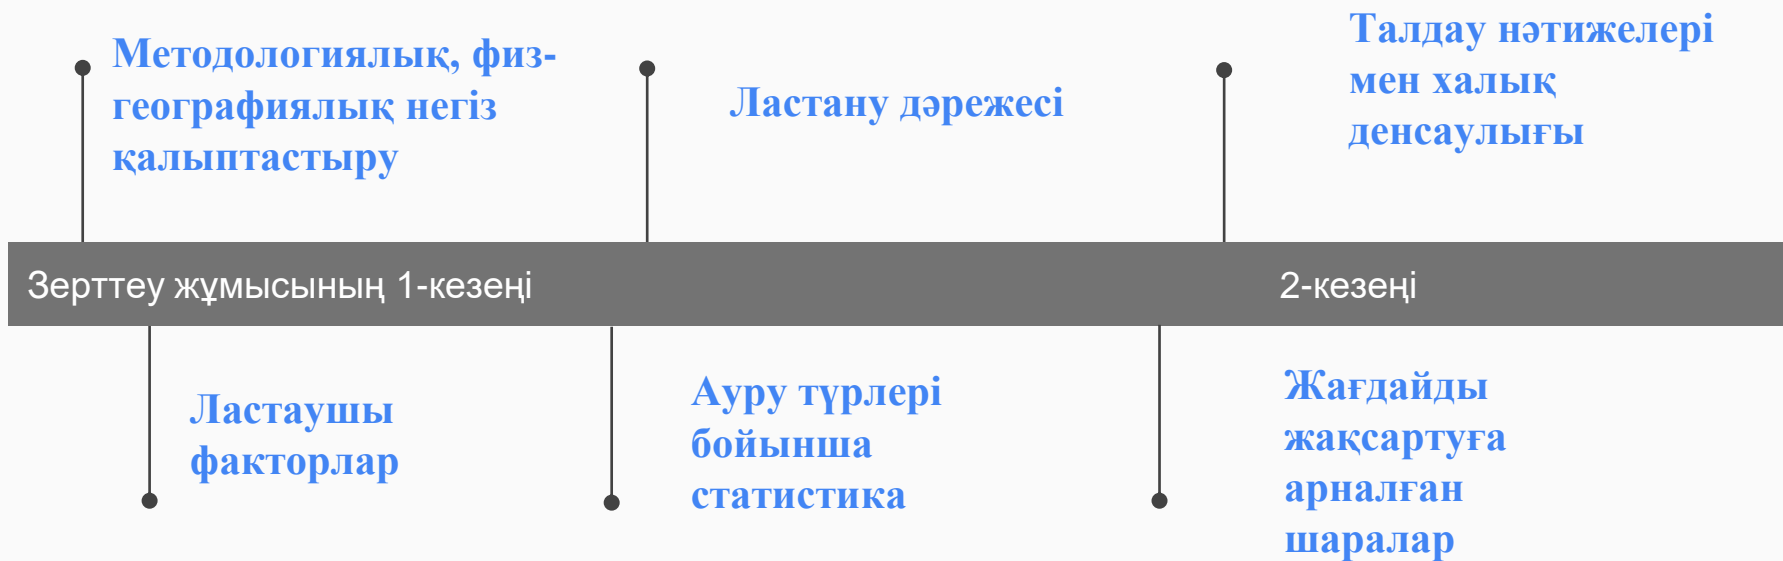 Методологиялық, физ-
географиялық негіз
қалыптастыру
Ластану дәрежесі
Талдау нәтижелері
мен халық
денсаулығы
Зерттеу жұмысының 1-кезеңі
2-кезеңі
Ластаушы
факторлар
Ауру түрлері
бойынша
статистика
Жағдайды
жақсартуға
арналған
шаралар